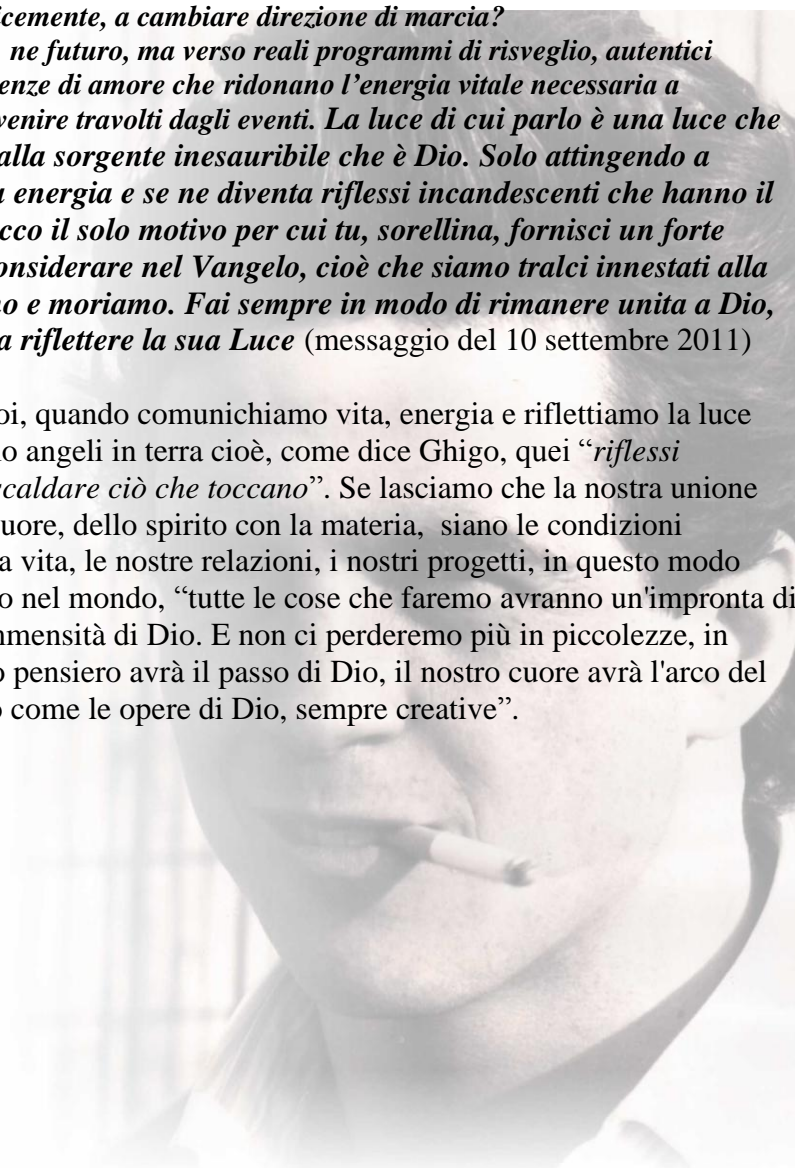 icemente, a cambiare direzione di marcia?
ne futuro, ma verso reali programmi di risveglio, autentici
enze di amore che ridonano l’energia vitale necessaria a
venire travolti dagli eventi. La luce di cui parlo è una luce che
alla sorgente inesauribile che è Dio. Solo attingendo a
a energia e se ne diventa riflessi incandescenti che hanno il
cco il solo motivo per cui tu, sorellina, fornisci un forte
onsiderare nel Vangelo, cioè che siamo tralci innestati alla
no e moriamo. Fai sempre in modo di rimanere unita a Dio,
a riflettere la sua Luce (messaggio del 10 settembre 2011)
oi, quando comunichiamo vita, energia e riflettiamo la luce
o angeli in terra cioè, come dice Ghigo, quei “riflessi
caldare ciò che toccano”. Se lasciamo che la nostra unione
uore, dello spirito con la materia, siano le condizioni
a vita, le nostre relazioni, i nostri progetti, in questo modo
o nel mondo, “tutte le cose che faremo avranno un'impronta di
mmensità di Dio. E non ci perderemo più in piccolezze, in
o pensiero avrà il passo di Dio, il nostro cuore avrà l'arco del
o come le opere di Dio, sempre creative”.